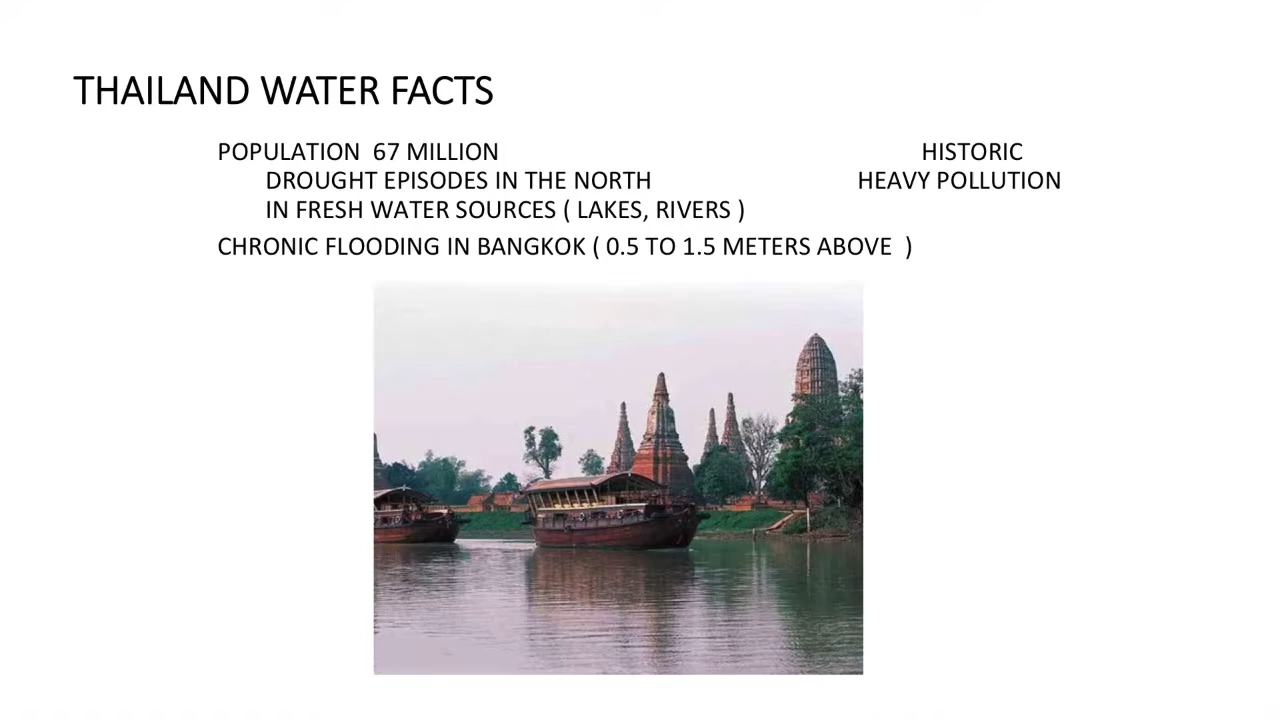 THAILAND WATER FACTS
POPULATION 67 MILLION HISTORIC
DROUGHT EPISODES IN THE NORTH HEAVY POLLUTION
IN FRESH WATER SOURCES ( LAKES, RIVERS )
CHRONIC FLOODING IN BANGKOK ( 0.5 TO 1.5 METERS ABOVE )